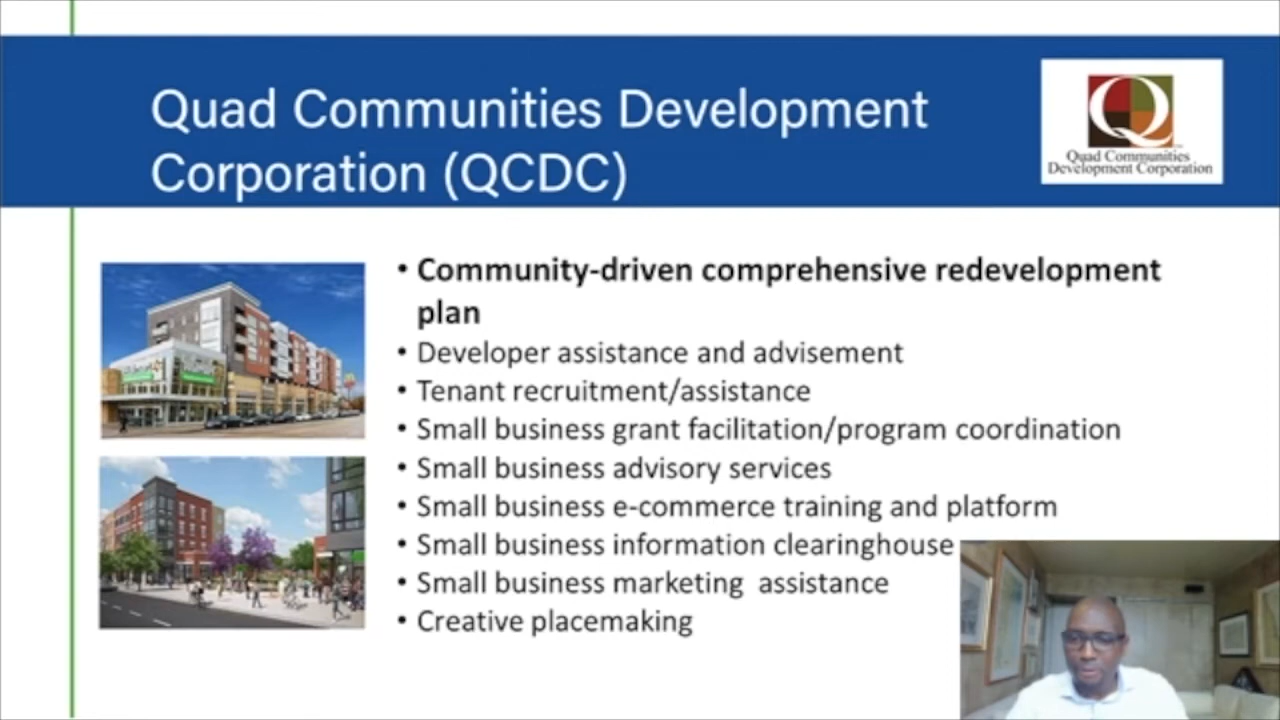 Quad Communities Development
Corporation (QCDC)
Q
Quad Communities
Development Corporation
• Community-driven comprehensive redevelopment
plan
• Developer assistance and advisement
• Tenant recruitment/assistance
• Small business grant facilitation/program coordination
• Small business advisory services
• Small business e-commerce training and platform
• Small business information clearinghouse
• Small business marketing  assistance
• Creative placemaking